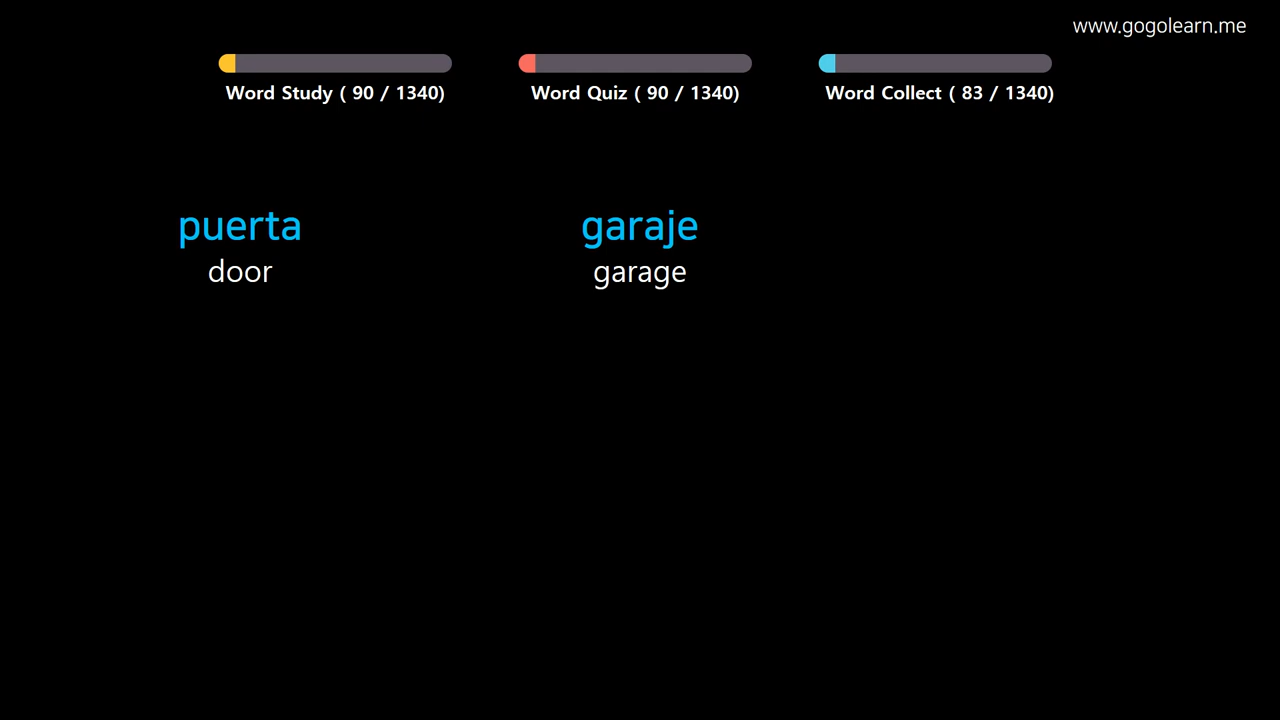 www.gogolearn.me
Word Study ( 90 / 1340)
Word Quiz ( 90 / 1340)
Word Collect ( 83 / 1340)
puerta
door
garaje
garage